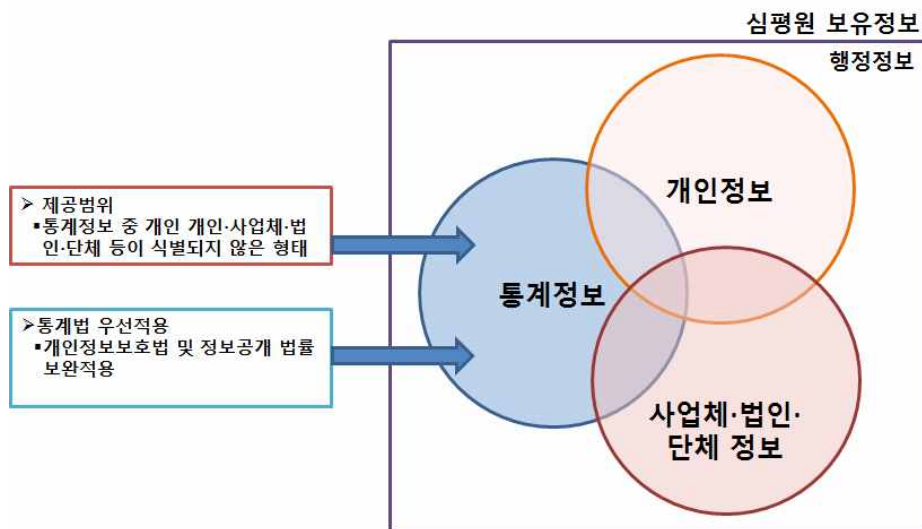 심평원 보유정보
행정정보
개인정보
➢ 제공범위
▪통계정보 중 개인 개인·사업체·법
인·단체 등이 식별되지 않은 형태
통계정보
➢통계법 우선적용
▪개인정보보호법 및 정보공개 법률
보완적용
사업체·법인·
단체 정보